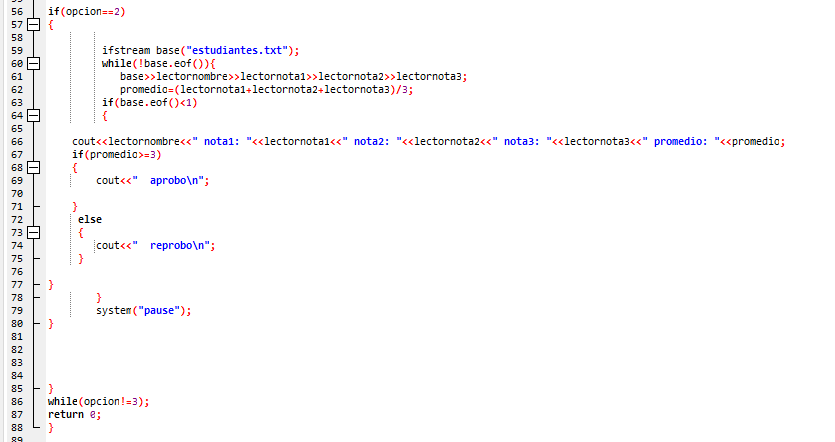 56 if(opcion==2)
57 {
58
59 ifstream base("estudiantes.txt");
60 while(!base.eof()){
61 base>>lectornombre>>lectornota1>>lectornota2>>lectornota3;
62 promedio=(lectornota1+lectornota2+lectornota3)/3;
63 if(base.eof()<1)
64 {
65
66 cout<<lectornombre<<" nota1: "<<lectornota1<<" nota2: "<<lectornota2<<" nota3: "<<lectornota3<<" promedio: "<<promedio;
67 if(promedio>=3)
68 {
69 cout<<"  aprobo\n";
70
71 }
72 else
73 {
74 cout<<"  reprobo\n";
75 }
76
77 }
78 }
79 system("pause");
80 }
81
82
83
84
85 }
86 while(opcion!=3);
87 return 0;
88 }
89